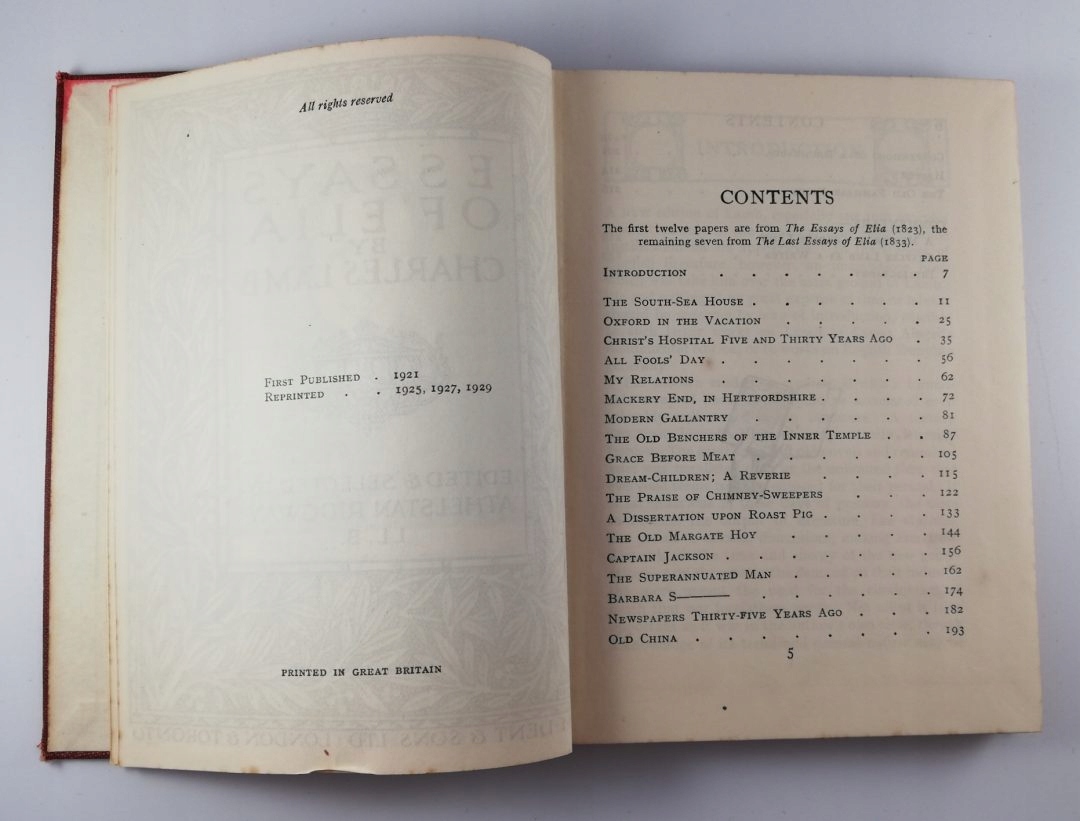 All rights reserved
First Published . 1921
Reprinted . . 1925, 1927, 1929
PRINTED IN GREAT BRITAIN
CONTENTS
The first twelve papers are from The Essays of Elia (1823), the
remaining seven from The Last Essays of Elia (1833).
PAGE
Introduction . . . . . . . 7
The South-Sea House . . . . . . 11
Oxford in the Vacation . . . . . 25
Christ's Hospital Five and Thirty Years Ago . 35
All Fools' Day . . . . . . . 56
My Relations . . . . . . . 62
Mackery End, in Hertfordshire . . . . 72
Modern Gallantry . . . . . . 81
The Old Benchers of the Inner Temple . . 87
Grace Before Meat . . . . . . 105
Dream-Children; A Reverie . . . . 115
The Praise of Chimney-Sweepers . . . 122
A Dissertation upon Roast Pig . . . . 133
The Old Margate Hoy . . . . . 144
Captain Jackson . . . . . . . 156
The Superannuated Man . . . . . 162
Barbara S—— . . . . . . 174
Newspapers Thirty-Five Years Ago . . . 182
Old China . . . . . . . . 193
5
ESSAYS
OF ELIA
BY
CHARLES LAMB